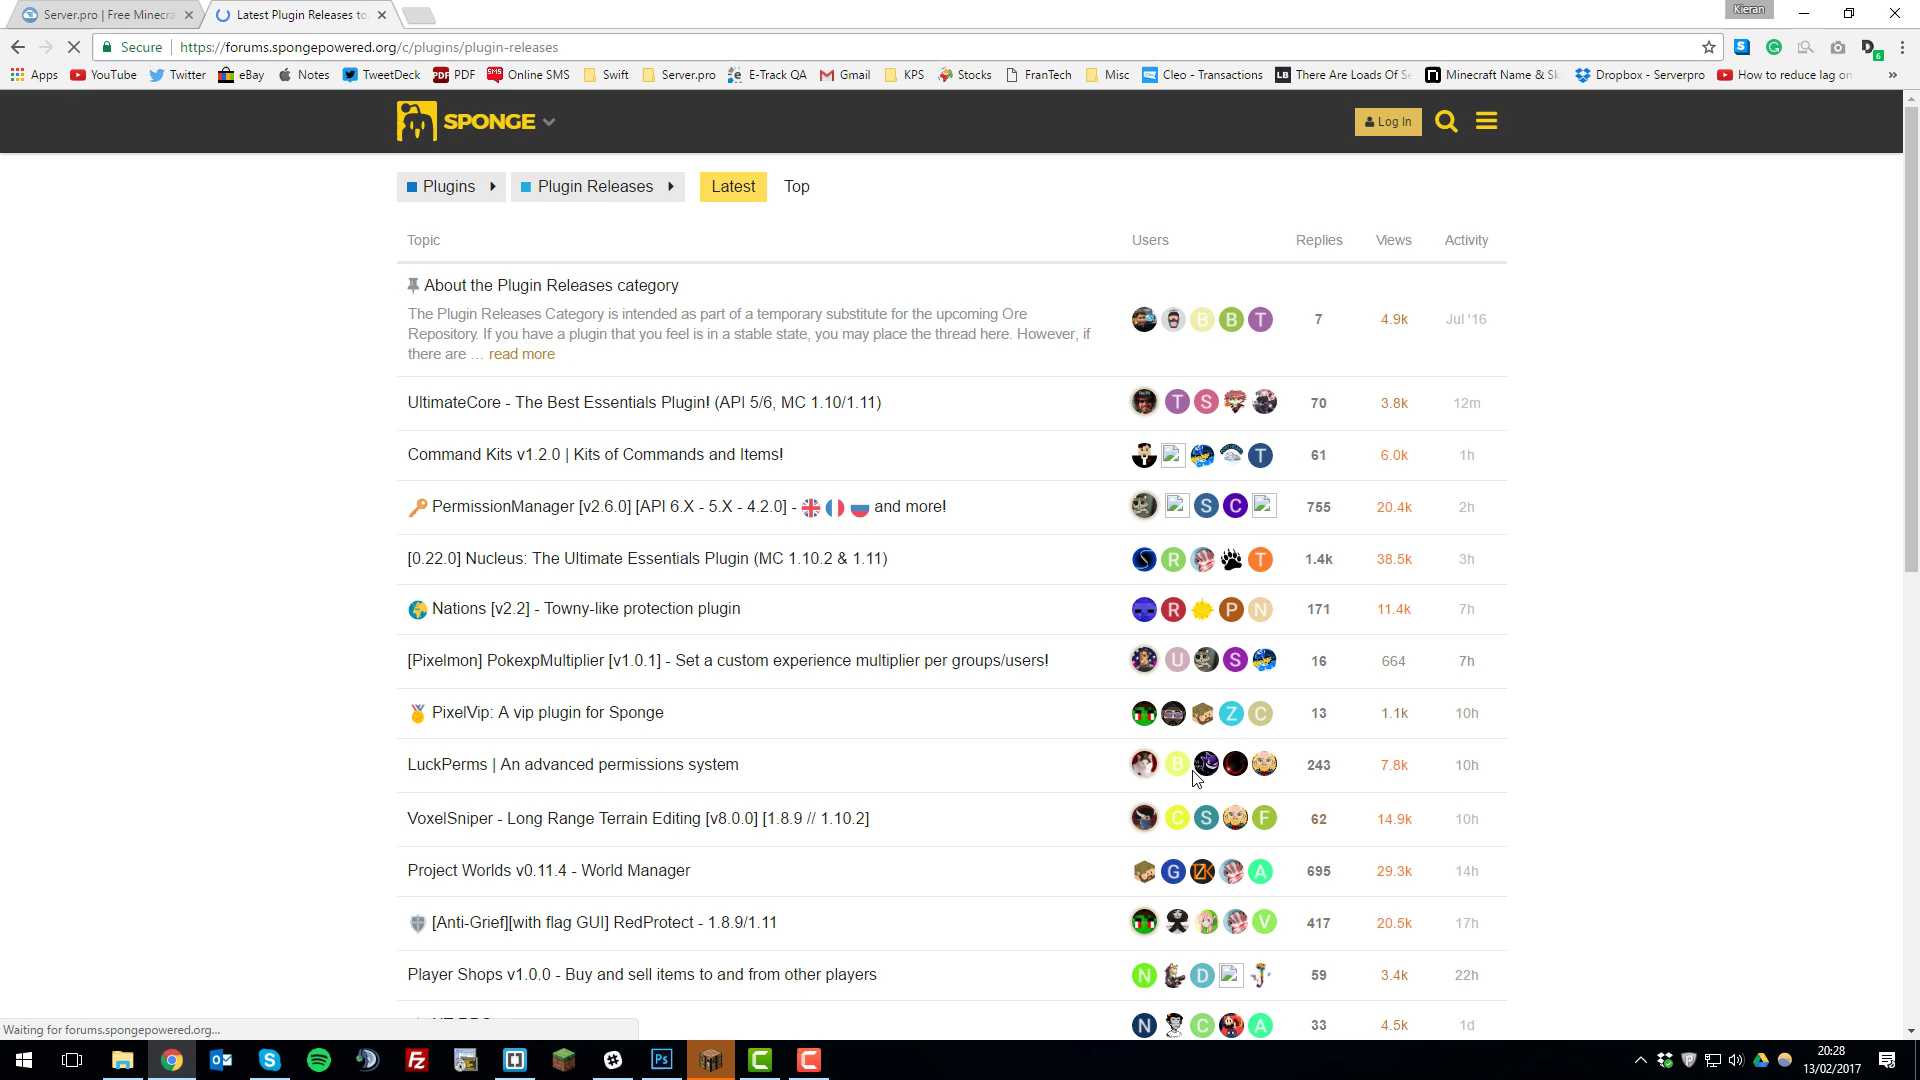 Server.pro | Free Minecra
Latest Plugin Releases to
Kieran
Secure
https://forums.spongepowered.org/c/plugins/plugin-releases
6
Apps
YouTube
Twitter
eBay
Notes
TweetDeck
PDF PDF
SMS Online SMS
Swift
Server.pro
E-Track QA
Gmail
KPS
Stocks
FranTech
Misc
Cleo - Transactions
LB There Are Loads Of Se
Minecraft Name & Sk
Dropbox - Serverpro
How to reduce lag on
SPONGE
Log In
Plugins
Plugin Releases
Latest
Top
Topic Users Replies Views Activity
About the Plugin Releases category
The Plugin Releases Category is intended as part of a temporary substitute for the upcoming Ore
Repository. If you have a plugin that you feel is in a stable state, you may place the thread here. However, if
there are … read more
B B T 7 4.9k Jul '16
UltimateCore - The Best Essentials Plugin! (API 5/6, MC 1.10/1.11) T S 70 3.8k 12m
Command Kits v1.2.0 | Kits of Commands and Items! T 61 6.0k 1h
PermissionManager [v2.6.0] [API 6.X - 5.X - 4.2.0] - and more! S C 755 20.4k 2h
[0.22.0] Nucleus: The Ultimate Essentials Plugin (MC 1.10.2 & 1.11) R T 1.4k 38.5k 3h
Nations [v2.2] - Towny-like protection plugin R P N 171 11.4k 7h
[Pixelmon] PokexpMultiplier [v1.0.1] - Set a custom experience multiplier per groups/users! U S 16 664 7h
PixelVip: A vip plugin for Sponge Z C 13 1.1k 10h
LuckPerms | An advanced permissions system B 243 7.8k 10h
VoxelSniper - Long Range Terrain Editing [v8.0.0] [1.8.9 // 1.10.2] C S F 62 14.9k 10h
Project Worlds v0.11.4 - World Manager G A 695 29.3k 14h
[Anti-Grief][with flag GUI] RedProtect - 1.8.9/1.11 V 417 20.5k 17h
Player Shops v1.0.0 - Buy and sell items to and from other players N D 59 3.4k 22h
N C A 33 4.5k 1d
Waiting for forums.spongepowered.org...
Ps
20:28
13/02/2017